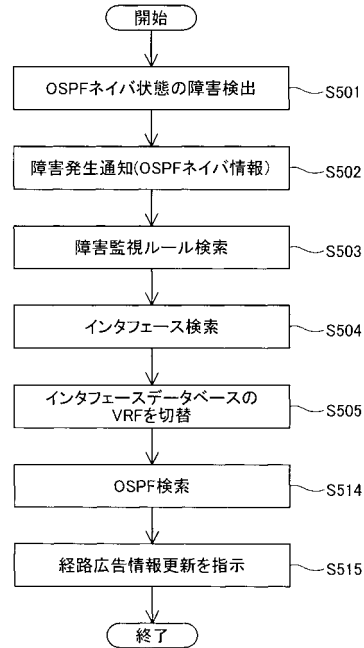 開始
OSPFネイバ状態の障害検出
S501
障害発生通知(OSPFネイバ情報)
S502
障害監視ルール検索
S503
インタフェース検索
S504
インタフェースデータベースの
VRFを切替
S505
OSPF検索
S514
経路広告情報更新を指示
S515
終了